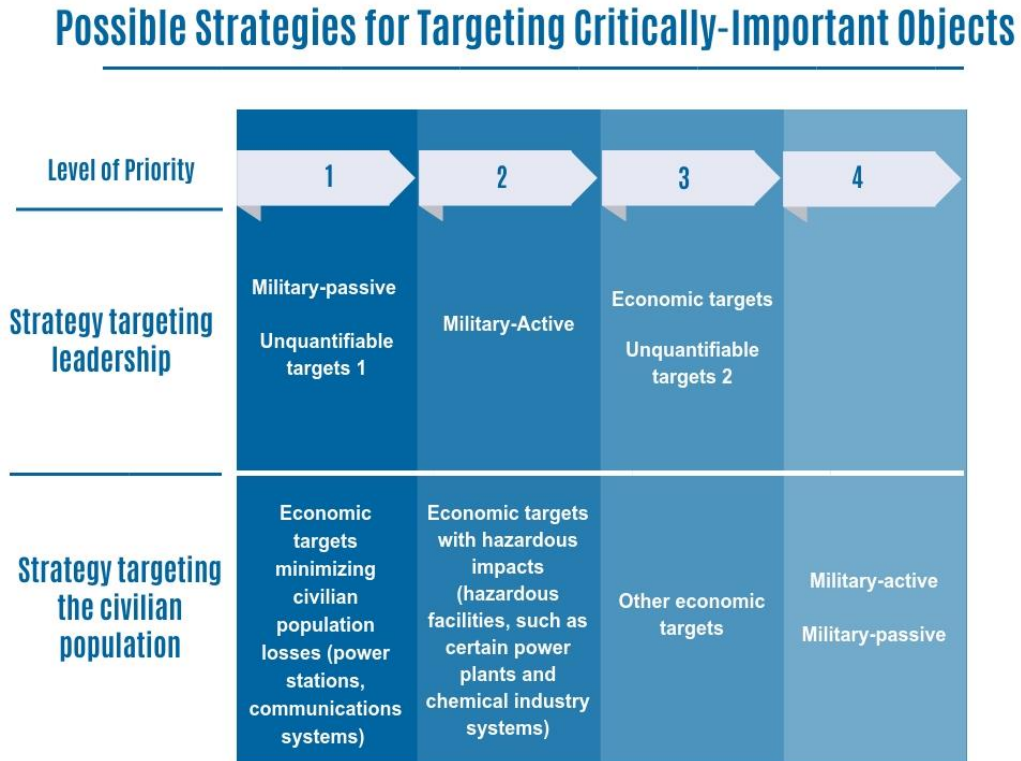 Possible Strategies for Targeting Critically-Important Objects
Level of Priority
1
2
3
4
Strategy targeting
leadership
Military-passive
Unquantifiable
targets 1
Military-Active
Economic targets
Unquantifiable
targets 2
Strategy targeting
the civilian
population
Economic
targets
minimizing
civilian
population
losses (power
stations,
communications
systems)
Economic targets
with hazardous
impacts
(hazardous
facilities, such as
certain power
plants and
chemical industry
systems)
Other economic
targets
Military-active
Military-passive